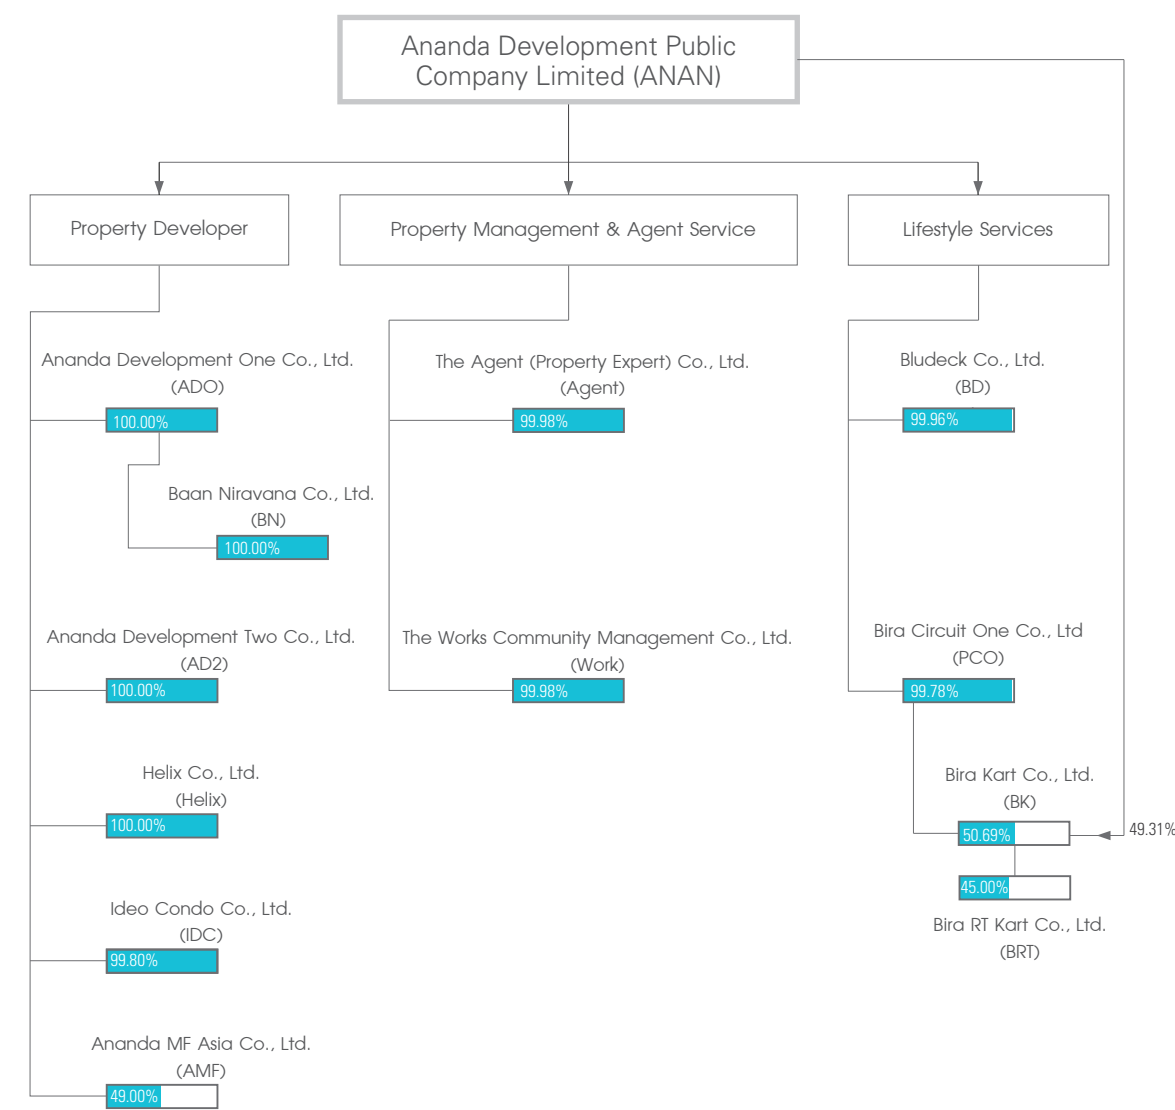 Ananda Development Public
Company Limited (ANAN)
Property Developer
Property Management & Agent Service
Lifestyle Services
Ananda Development One Co., Ltd.
(ADO)
100.00%
Baan Niravana Co., Ltd.
(BN)
100.00%
Ananda Development Two Co., Ltd.
(AD2)
100.00%
Helix Co., Ltd.
(Helix)
100.00%
Ideo Condo Co., Ltd.
(IDC)
99.80%
Ananda MF Asia Co., Ltd.
(AMF)
49.00%
The Agent (Property Expert) Co., Ltd.
(Agent)
99.98%
The Works Community Management Co., Ltd.
(Work)
99.98%
Bludeck Co., Ltd.
(BD)
99.96%
Bira Circuit One Co., Ltd
(PCO)
99.78%
Bira Kart Co., Ltd.
(BK)
50.69%
49.31%
45.00%
Bira RT Kart Co., Ltd.
(BRT)